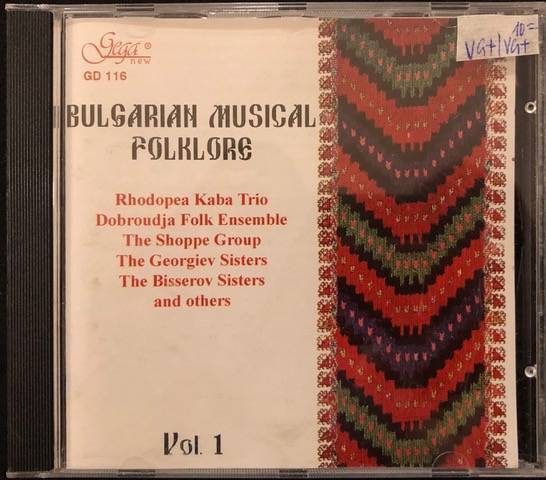 Gega ®
new
GD 116
10=
VG+/VG+
BULGARIAN MUSICAL
FOLKLORE
Rhodopea Kaba Trio
Dobroudja Folk Ensemble
The Shoppe Group
The Georgiev Sisters
The Bisserov Sisters
and others
Vol. 1